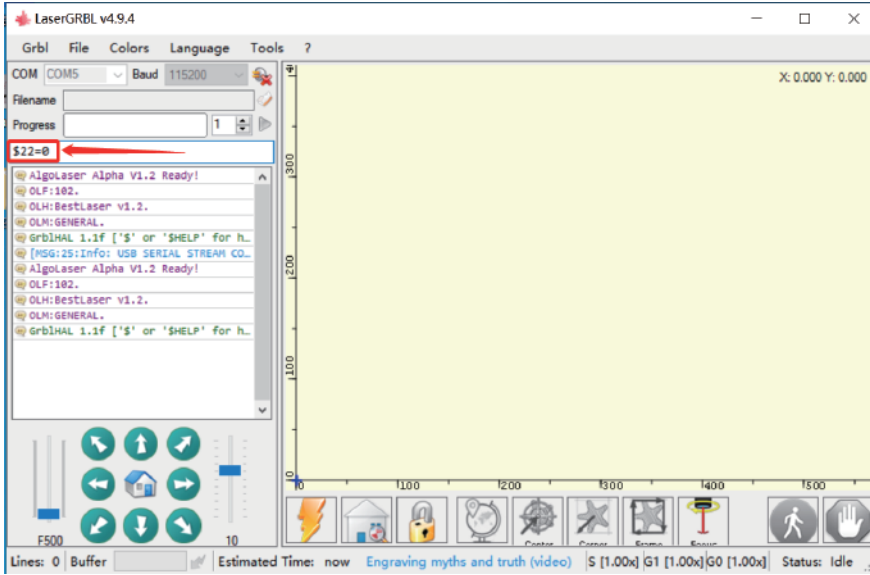 LaserGRBL v4.9.4
Grbl File Colors Language Tools ?
COM COM5 Baud 115200
Filename
Progress 1
$22=0
AlgoLaser Alpha V1.2 Ready!
OLF:102.
OLH:BestLaser v1.2.
OLM:GENERAL.
GrblHAL 1.1f ['$' or '$HELP' for h…
[MSG:25:Info: USB SERIAL STREAM CO…
AlgoLaser Alpha V1.2 Ready!
OLF:102.
OLH:BestLaser v1.2.
OLM:GENERAL.
GrblHAL 1.1f ['$' or '$HELP' for h…
F500 10
X: 0.000 Y: 0.000
300
200
100
0
0 100 200 300 400 500
Center Corner Frame Focus
Lines: 0 Buffer Estimated Time: now Engraving myths and truth (video) S [1.00x] G1 [1.00x] G0 [1.00x] Status: Idle